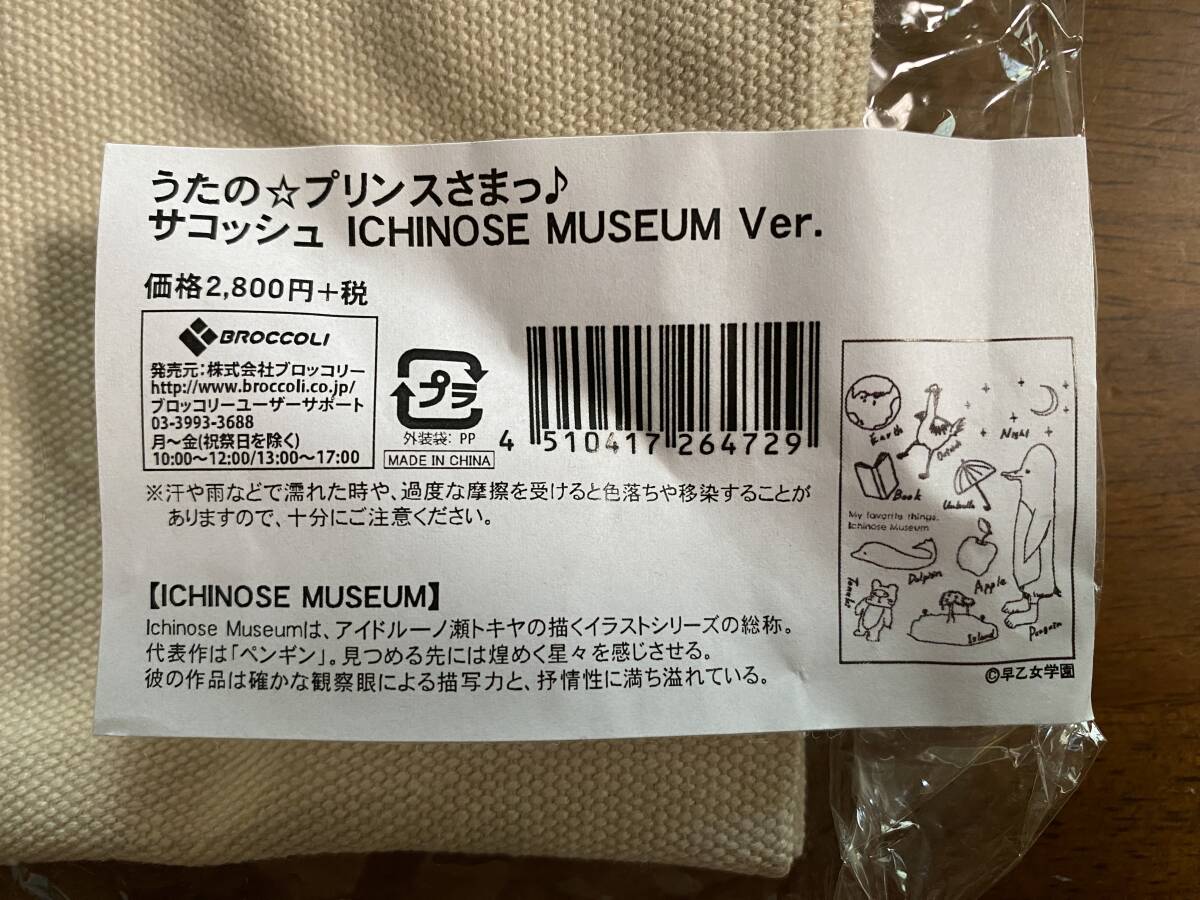 うたの☆プリンスさまっ♪
サコッシュ ICHINOSE MUSEUM Ver.
価格2,800円+税
BROCCOLI
発売元:株式会社ブロッコリー
http://www.broccoli.co.jp/
ブロッコリーユーザーサポート
03-3993-3688
月～金(祝祭日を除く)
10:00～12:00/13:00～17:00
プラ
外装袋: PP
MADE IN CHINA
4 510417 264729
※汗や雨などで濡れた時や、過度な摩擦を受けると色落ちや移染することが
ありますので、十分にご注意ください。
【ICHINOSE MUSEUM】
Ichinose Museumは、アイドル一ノ瀬トキヤの描くイラストシリーズの総称。
代表作は「ペンギン」。見つめる先には煌めく星々を感じさせる。
彼の作品は確かな観察眼による描写力と、抒情性に満ち溢れている。
Earth
Night
Book
Umbrella
My favorite things.
Ichinose Museum
Dolphin
Apple
Island
Penguin
©早乙女学園